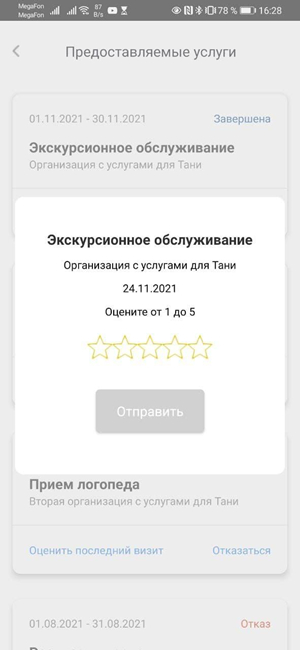 MegaFon
MegaFon
87
B/s
78 %
16:28
Предоставляемые услуги
01.11.2021 - 30.11.2021
Завершена
Экскурсионное обслуживание
Организация с услугами для Тани
Экскурсионное обслуживание
Организация с услугами для Тани
24.11.2021
Оцените от 1 до 5
Отправить
Прием логопеда
Вторая организация с услугами для Тани
Оценить последний визит
Отказаться
01.08.2021 - 31.08.2021
Отказ